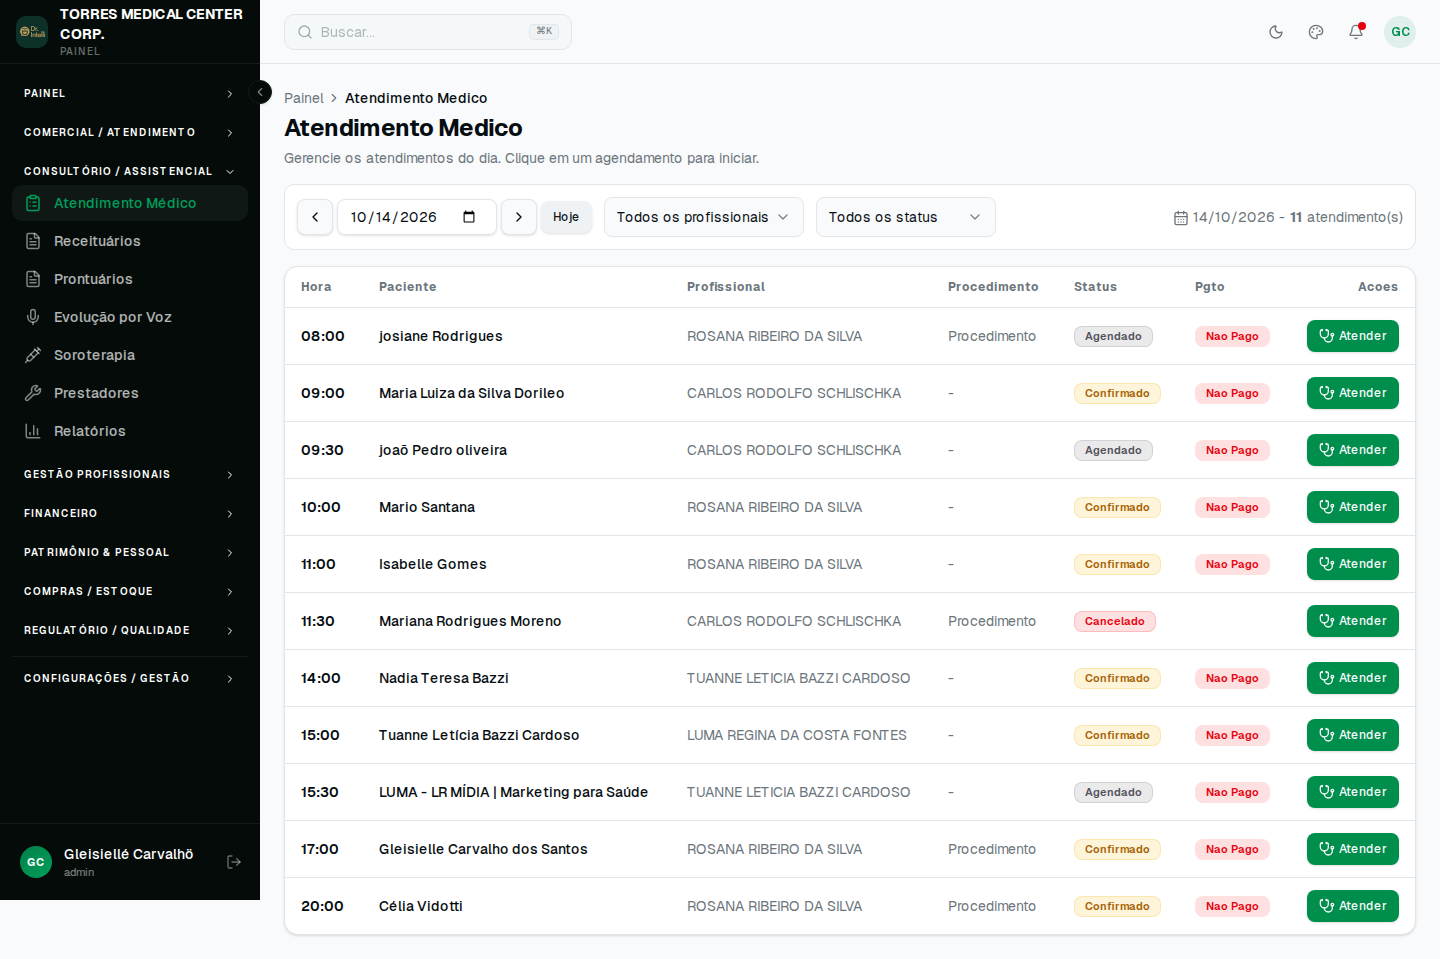 TORRES MEDICAL CENTER
CORP.
PAINEL
PAINEL
COMERCIAL / ATENDIMENTO
CONSULTÓRIO / ASSISTENCIAL
Atendimento Médico
Receituários
Prontuários
Evolução por Voz
Soroterapia
Prestadores
Relatórios
GESTÃO PROFISSIONAIS
FINANCEIRO
PATRIMÔNIO & PESSOAL
COMPRAS / ESTOQUE
REGULATÓRIO / QUALIDADE
CONFIGURAÇÕES / GESTÃO
GC
Gleisiellé Carvalhö
admin
Buscar... ⌘K
GC
Painel > Atendimento Medico
Atendimento Medico
Gerencie os atendimentos do dia. Clique em um agendamento para iniciar.
10/14/2026 Hoje Todos os profissionais Todos os status 14/10/2026 - 11 atendimento(s)
Hora Paciente Profissional Procedimento Status Pgto Acoes
08:00 josiane Rodrigues ROSANA RIBEIRO DA SILVA Procedimento Agendado Nao Pago Atender
09:00 Maria Luiza da Silva Dorileo CARLOS RODOLFO SCHLISCHKA - Confirmado Nao Pago Atender
09:30 joaõ Pedro oliveira CARLOS RODOLFO SCHLISCHKA - Agendado Nao Pago Atender
10:00 Mario Santana ROSANA RIBEIRO DA SILVA - Confirmado Nao Pago Atender
11:00 Isabelle Gomes ROSANA RIBEIRO DA SILVA - Confirmado Nao Pago Atender
11:30 Mariana Rodrigues Moreno CARLOS RODOLFO SCHLISCHKA Procedimento Cancelado Atender
14:00 Nadia Teresa Bazzi TUANNE LETICIA BAZZI CARDOSO - Confirmado Nao Pago Atender
15:00 Tuanne Letícia Bazzi Cardoso LUMA REGINA DA COSTA FONTES - Confirmado Nao Pago Atender
15:30 LUMA - LR MÍDIA | Marketing para Saúde TUANNE LETICIA BAZZI CARDOSO - Agendado Nao Pago Atender
17:00 Gleisielle Carvalho dos Santos ROSANA RIBEIRO DA SILVA Procedimento Confirmado Nao Pago Atender
20:00 Célia Vidotti ROSANA RIBEIRO DA SILVA Procedimento Confirmado Nao Pago Atender